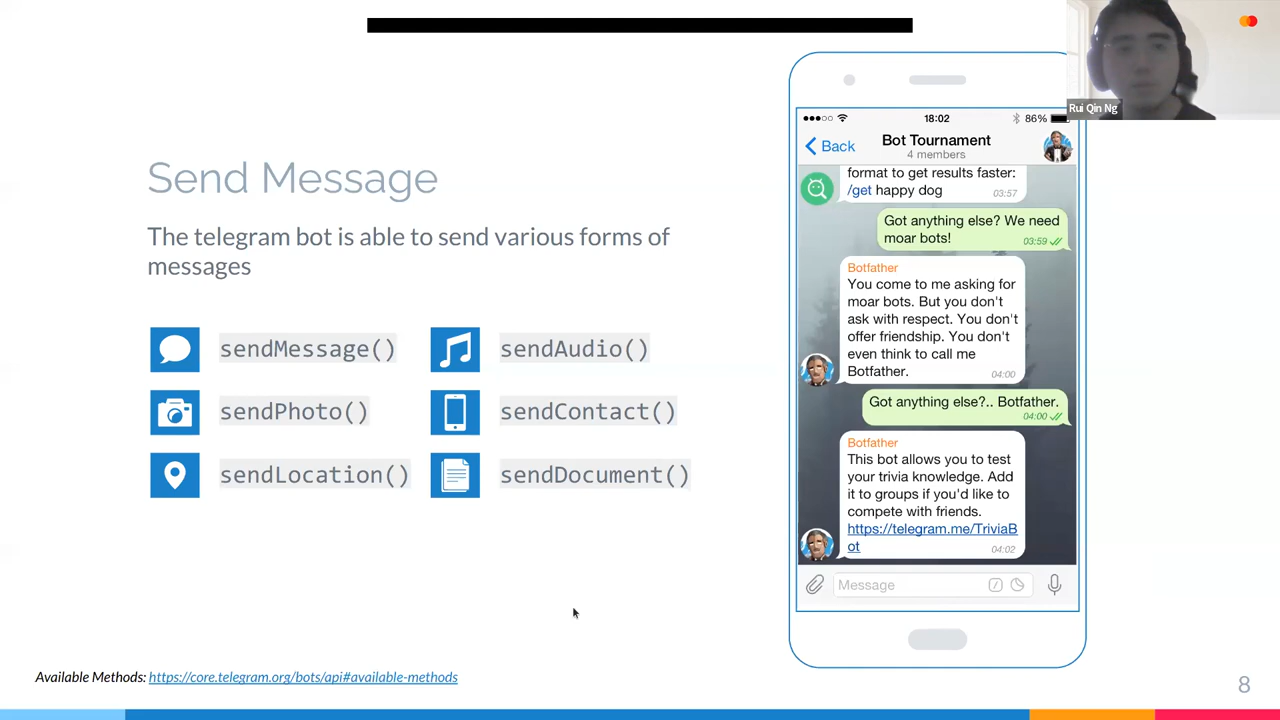 Send Message
The telegram bot is able to send various forms of
messages
sendMessage()
sendAudio()
sendPhoto()
sendContact()
sendLocation()
sendDocument()
Available Methods: https://core.telegram.org/bots/api#available-methods
18:02
86%
Back
Bot Tournament
4 members
format to get results faster:
/get happy dog
03:57
Got anything else? We need
moar bots!
03:59
Botfather
You come to me asking for
moar bots. But you don't
ask with respect. You don't
offer friendship. You don't
even think to call me
Botfather.
04:00
Got anything else?.. Botfather.
04:00
Botfather
This bot allows you to test
your trivia knowledge. Add
it to groups if you'd like to
compete with friends.
https://telegram.me/TriviaB
ot
04:02
Message
Rui Qin Ng
8